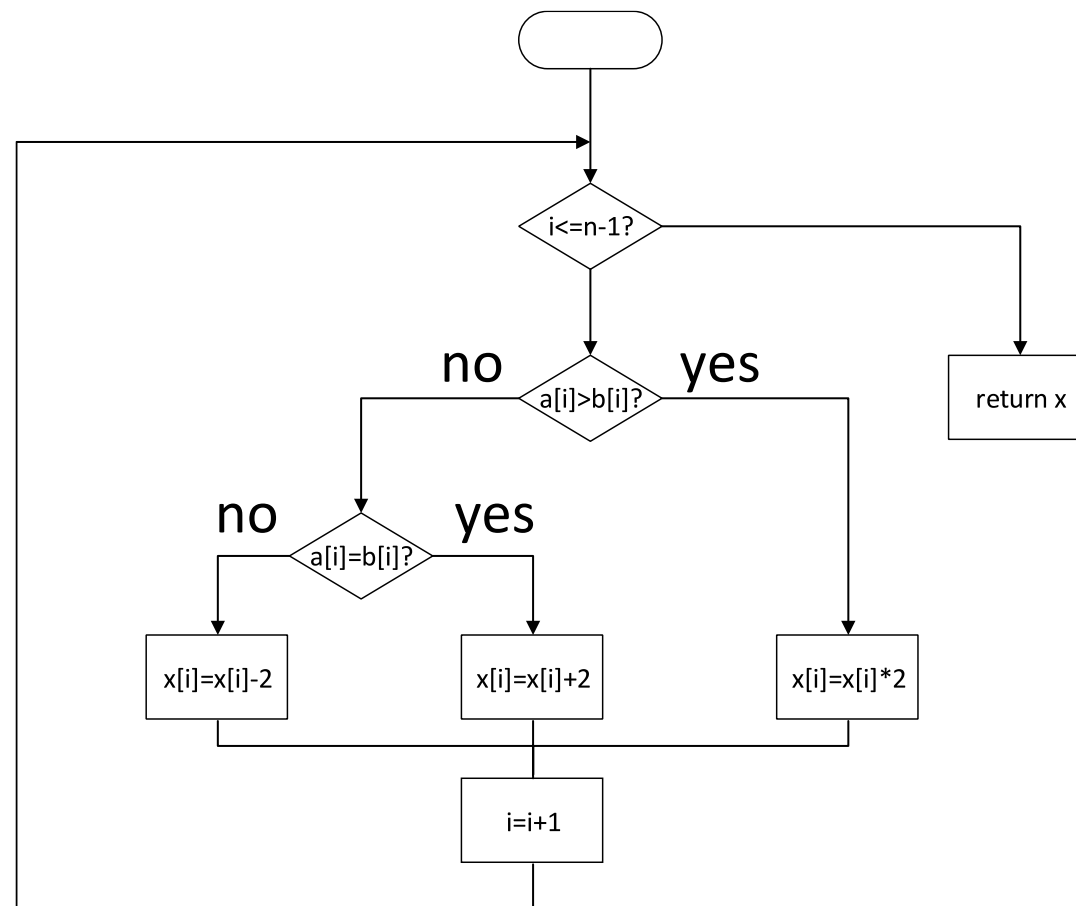 i<=n-1?
no
yes
a[i]>b[i]?
return x
no
yes
a[i]=b[i]?
x[i]=x[i]-2
x[i]=x[i]+2
x[i]=x[i]*2
i=i+1